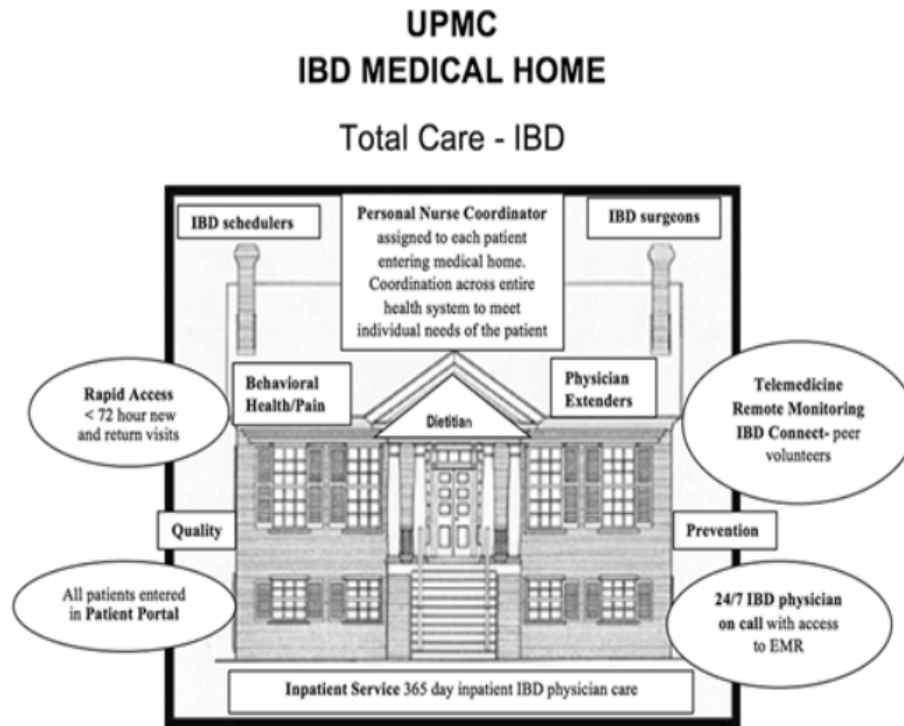 UPMC
IBD MEDICAL HOME
Total Care - IBD
IBD schedulers
Personal Nurse Coordinator
assigned to each patient
entering medical home.
Coordination across entire
health system to meet
individual needs of the patient
IBD surgeons
Rapid Access
< 72 hour new
and return visits
Behavioral
Health/Pain
Dietitian
Physician
Extenders
Telemedicine
Remote Monitoring
IBD Connect- peer
volunteers
Quality
Prevention
All patients entered
in Patient Portal
24/7 IBD physician
on call with access
to EMR
Inpatient Service 365 day inpatient IBD physician care